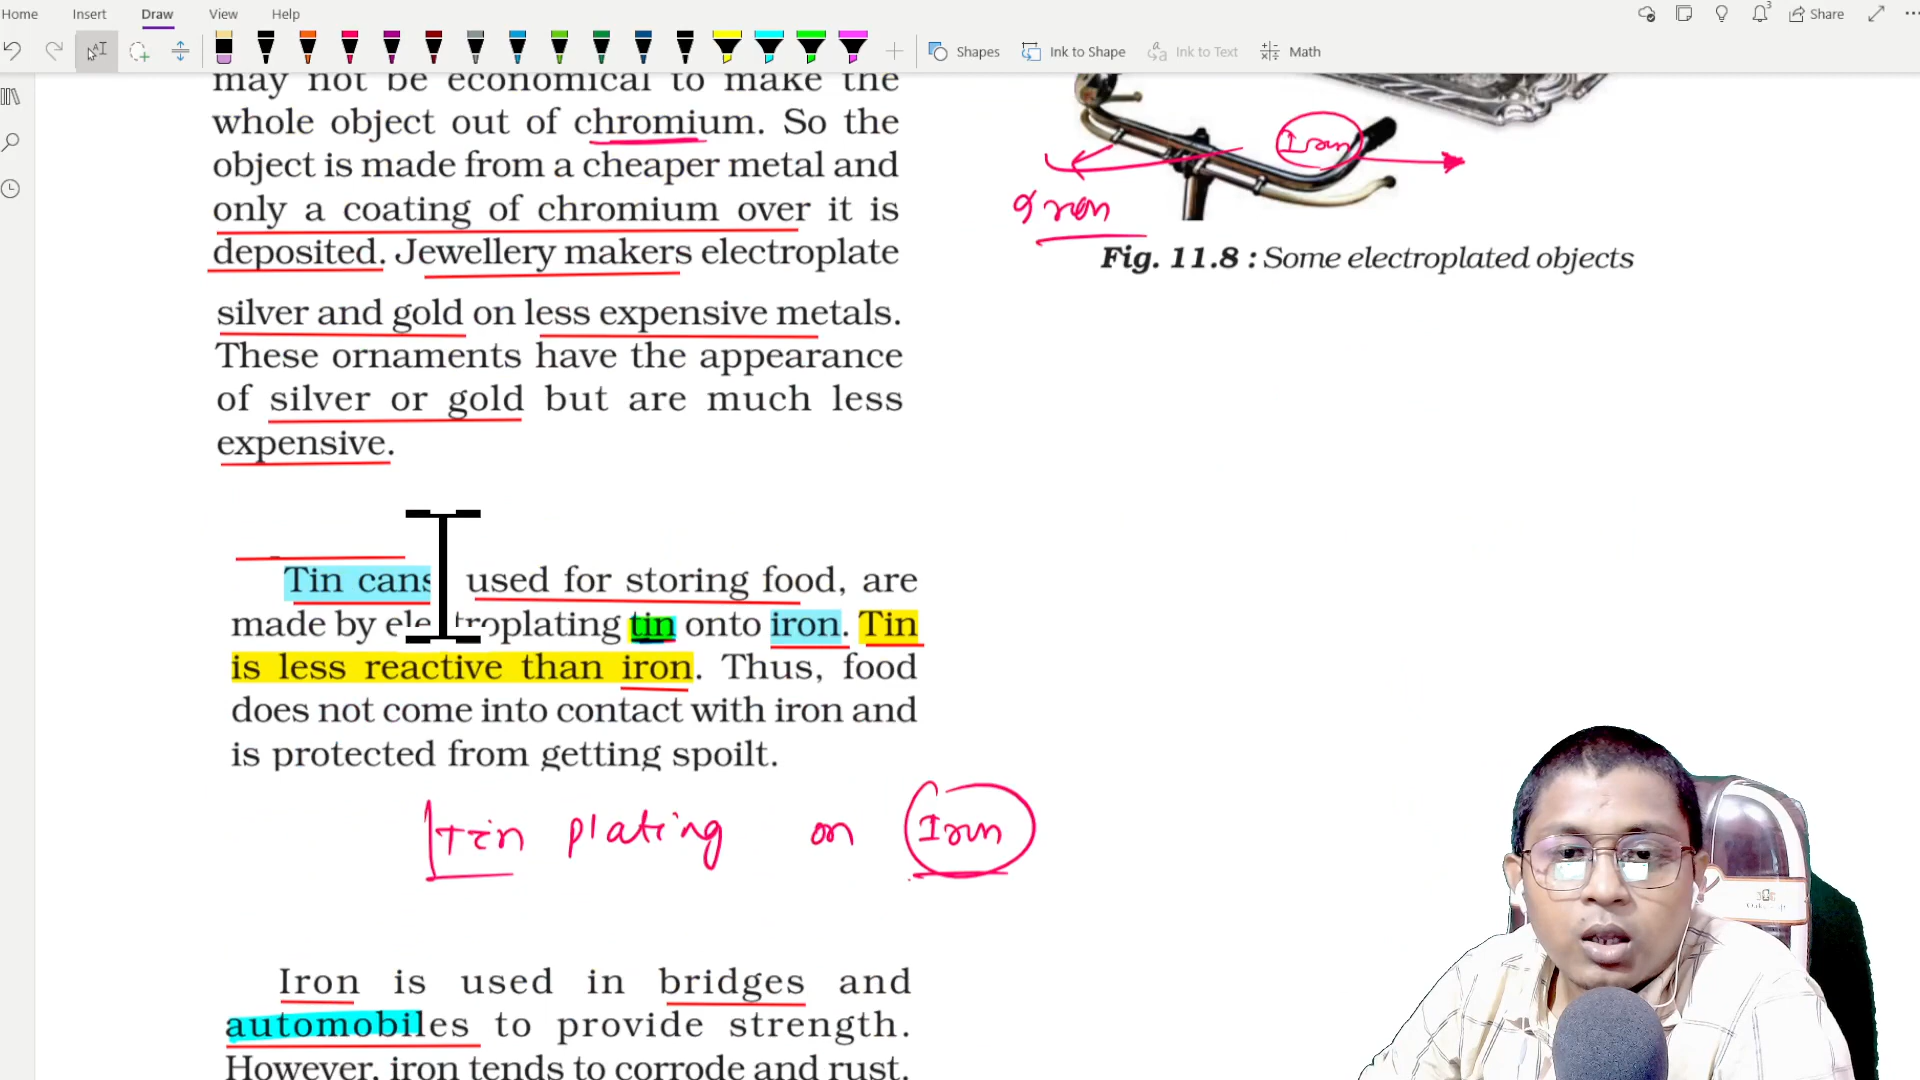 Home Insert Draw View Help
3 Share
Shapes Ink to Shape Ink to Text Math
may not be economical to make the
whole object out of chromium. So the
object is made from a cheaper metal and
only a coating of chromium over it is
deposited. Jewellery makers electroplate
silver and gold on less expensive metals.
These ornaments have the appearance
of silver or gold but are much less
expensive.
Iron
Iron
Fig. 11.8 : Some electroplated objects
Tin cans used for storing food, are
made by electroplating tin onto iron. Tin
is less reactive than iron. Thus, food
does not come into contact with iron and
is protected from getting spoilt.
Tin plating on Iron
Iron is used in bridges and
automobiles to provide strength.
However, iron tends to corrode and rust.